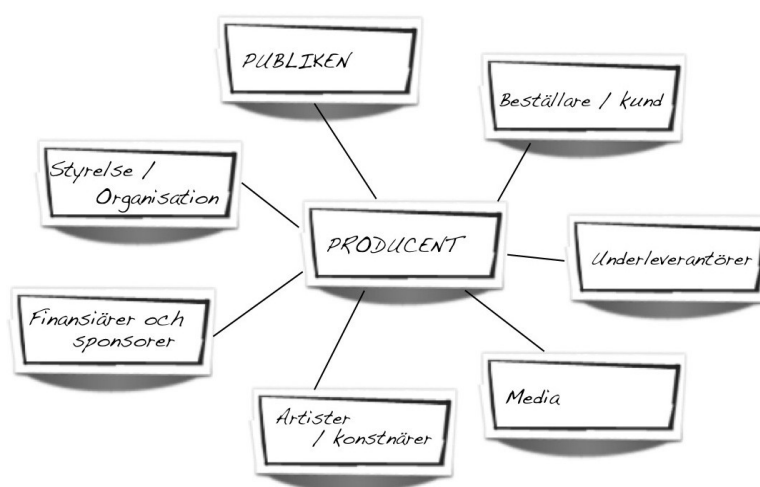 PUBLIKEN
Beställare / kund
Styrelse /
Organisation
PRODUCENT
Underleverantörer
Finansiärer och
sponsorer
Media
Artister
/ konstnärer